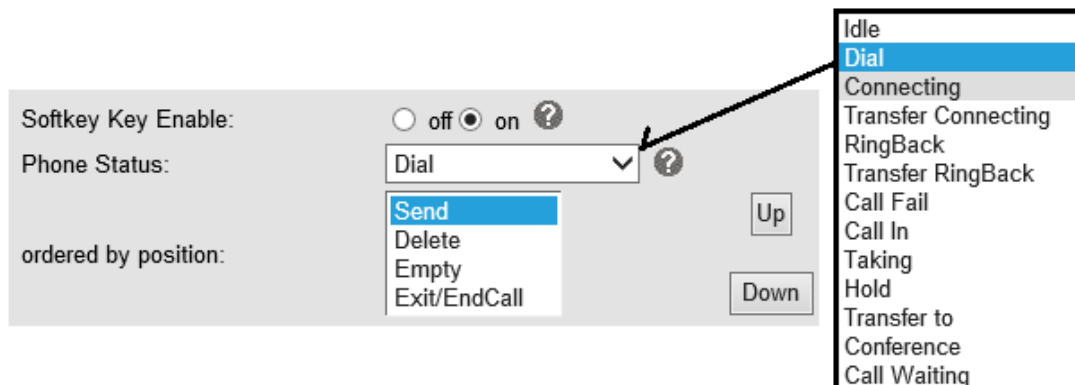 Softkey Key Enable: off on ?
Phone Status: Dial ?
ordered by position:
Send
Delete
Empty
Exit/EndCall
Up
Down
Idle
Dial
Connecting
Transfer Connecting
RingBack
Transfer RingBack
Call Fail
Call In
Taking
Hold
Transfer to
Conference
Call Waiting